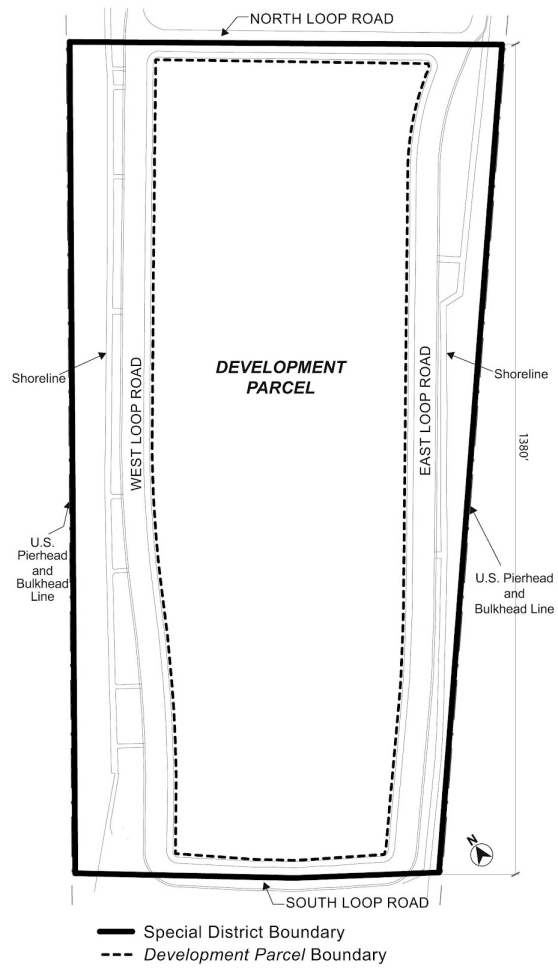 NORTH LOOP ROAD
DEVELOPMENT
PARCEL
WEST LOOP ROAD
EAST LOOP ROAD
Shoreline
Shoreline
1380'
U.S.
Pierhead
and
Bulkhead
Line
U.S. Pierhead
and
Bulkhead Line
N
SOUTH LOOP ROAD
Special District Boundary
Development Parcel Boundary